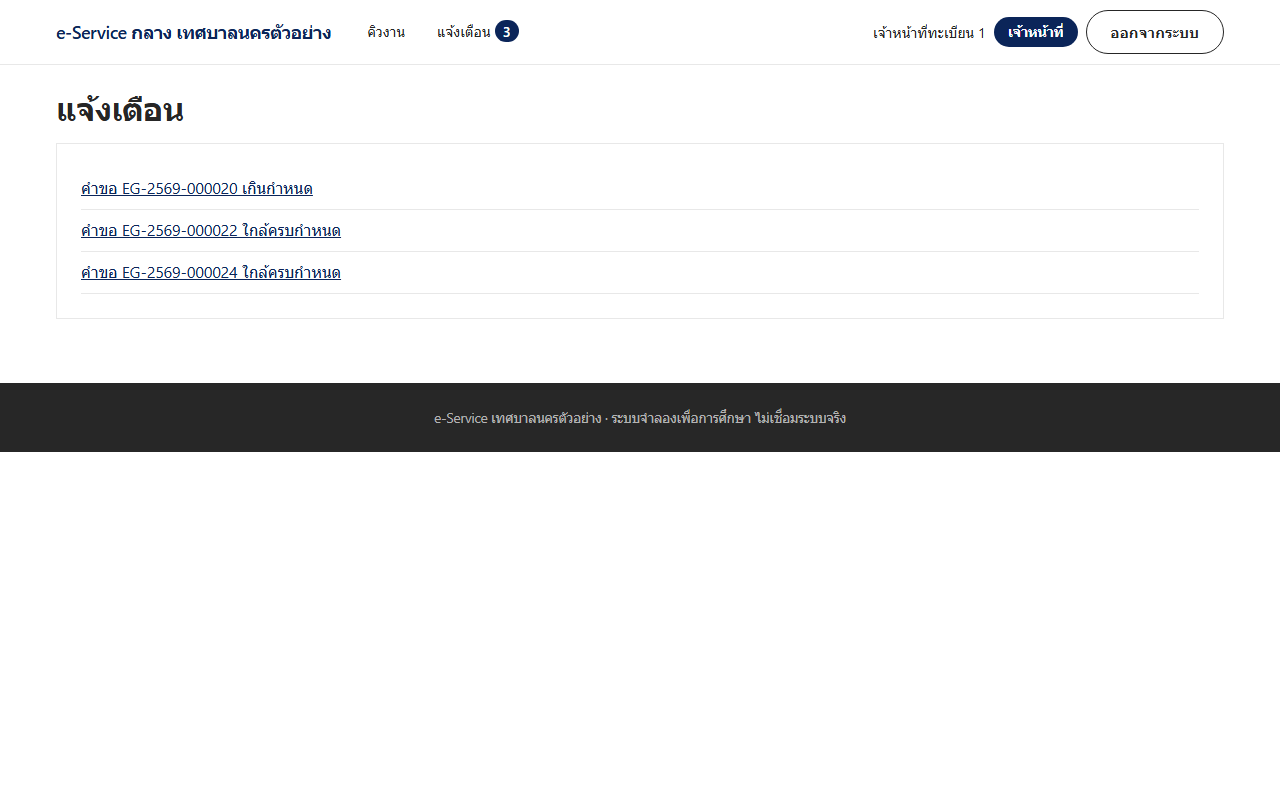 e-Service กลาง เทศบาลนครตัวอย่าง คิวงาน แจ้งเตือน 3 เจ้าหน้าที่ทะเบียน 1 เจ้าหน้าที่ ออกจากระบบ
แจ้งเตือน
คำขอ EG-2569-000020 เกินกำหนด
คำขอ EG-2569-000022 ใกล้ครบกำหนด
คำขอ EG-2569-000024 ใกล้ครบกำหนด
e-Service เทศบาลนครตัวอย่าง · ระบบจำลองเพื่อการศึกษา ไม่เชื่อมระบบจริง